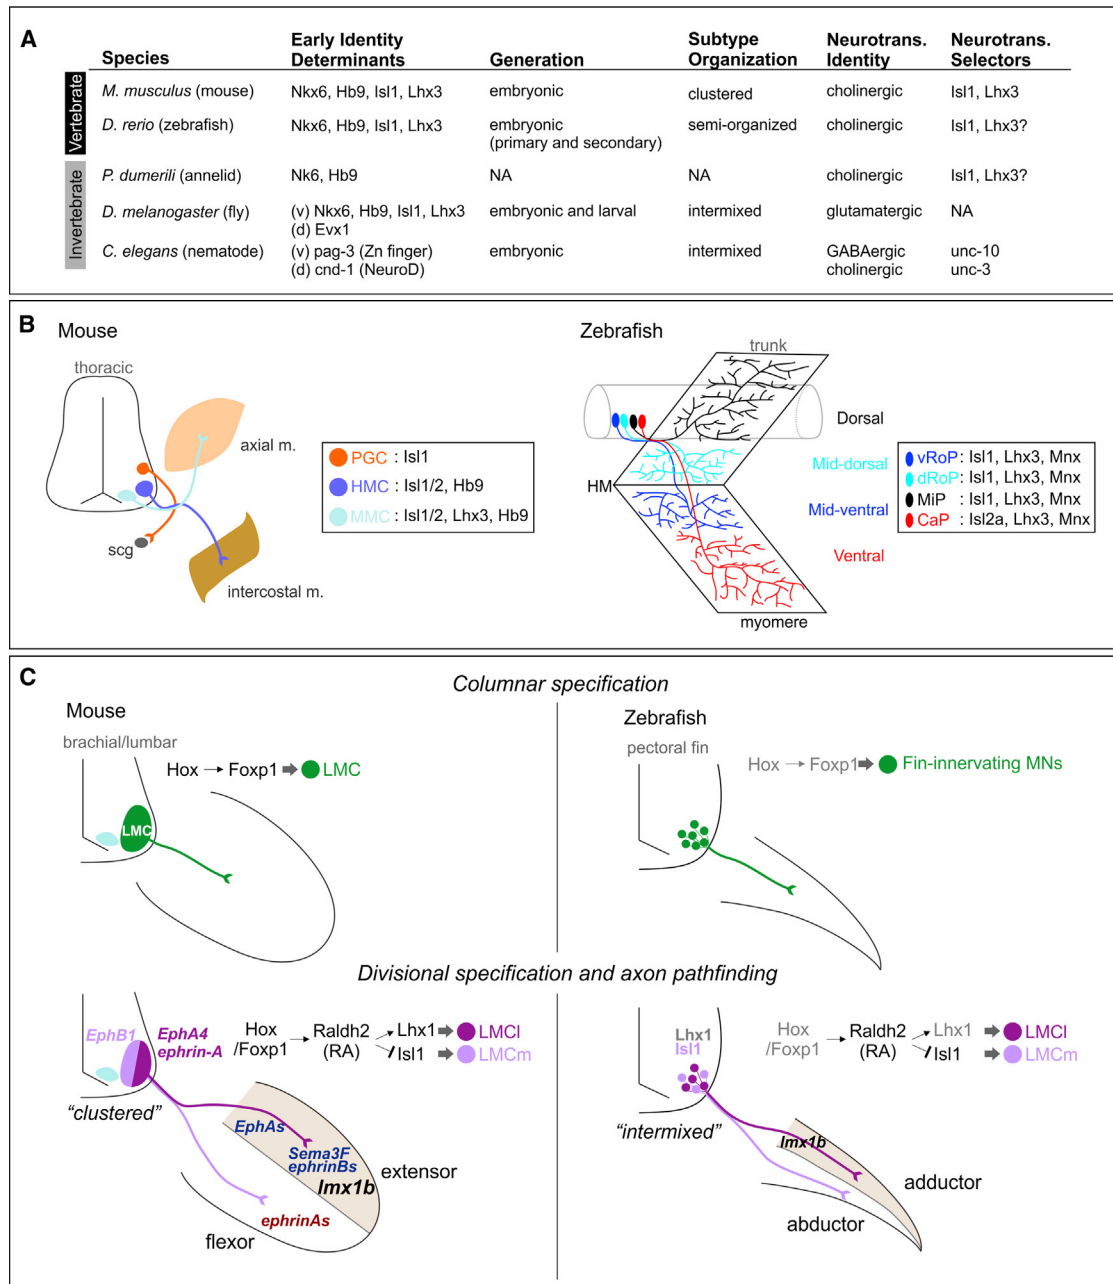 A
Species
Early Identity
Determinants
Generation
Subtype
Organization
Neurotrans.
Identity
Neurotrans.
Selectors
Vertebrate
M. musculus (mouse) Nkx6, Hb9, Isl1, Lhx3 embryonic clustered cholinergic Isl1, Lhx3
D. rerio (zebrafish) Nkx6, Hb9, Isl1, Lhx3 embryonic semi-organized cholinergic Isl1, Lhx3?
(primary and secondary)
Invertebrate
P. dumerili (annelid) Nk6, Hb9 NA NA cholinergic Isl1, Lhx3?
D. melanogaster (fly) (v) Nkx6, Hb9, Isl1, Lhx3 embryonic and larval intermixed glutamatergic NA
(d) Evx1
C. elegans (nematode) (v) pag-3 (Zn finger) embryonic intermixed GABAergic unc-10
(d) cnd-1 (NeuroD) cholinergic unc-3
B
Mouse
thoracic
axial m.
scg
intercostal m.
PGC : Isl1
HMC : Isl1/2, Hb9
MMC : Isl1/2, Lhx3, Hb9
Zebrafish
trunk
Dorsal
Mid-dorsal
HM
Mid-ventral
Ventral
myomere
vRoP: Isl1, Lhx3, Mnx
dRoP: Isl1, Lhx3, Mnx
MiP : Isl1, Lhx3, Mnx
CaP : Isl2a, Lhx3, Mnx
C
Columnar specification
Mouse
brachial/lumbar
Hox → Foxp1 ➡ LMC
LMC
Zebrafish
pectoral fin
Hox → Foxp1 ➡ Fin-innervating MNs
Divisional specification and axon pathfinding
EphB1
EphA4
ephrin-A
Hox
/Foxp1
Raldh2
(RA)
Lhx1
LMCl
Isl1
LMCm
"clustered"
EphAs
Sema3F
ephrinBs
lmx1b
extensor
ephrinAs
flexor
Lhx1
Isl1
Hox
/Foxp1
Raldh2
(RA)
Lhx1
LMCl
Isl1
LMCm
"intermixed"
lmx1b
adductor
abductor